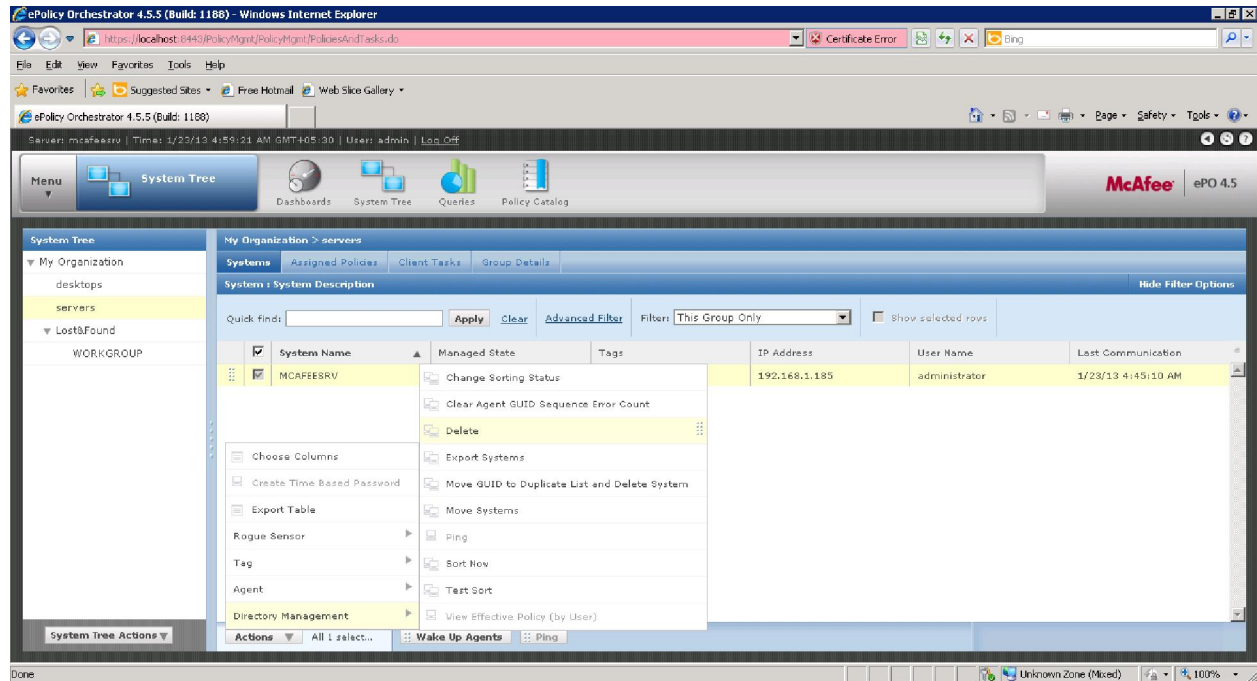 ePolicy Orchestrator 4.5.5 (Build: 1188) - Windows Internet Explorer
https://localhost:8443/PolicyMgmt/PolicyMgmt/PoliciesAndTasks.do Certificate Error Bing
File Edit View Favorites Tools Help
Favorites Suggested Sites Free Hotmail Web Slice Gallery
ePolicy Orchestrator 4.5.5 (Build: 1188) Page Safety Tools
Server: mcafeesrv | Time: 1/23/13 4:59:21 AM GMT+05:30 | User: admin | Log Off
Menu System Tree Dashboards System Tree Queries Policy Catalog McAfee ePO 4.5
System Tree My Organization > servers
My Organization Systems Assigned Policies Client Tasks Group Details
desktops System : System Description Hide Filter Options
servers Quick find: Apply Clear Advanced Filter Filter: This Group Only Show selected rows
Lost&Found
WORKGROUP System Name Managed State Tags IP Address User Name Last Communication
MCAFEESRV 192.168.1.185 administrator 1/23/13 4:45:10 AM
Change Sorting Status
Clear Agent GUID Sequence Error Count
Delete
Export Systems
Move GUID to Duplicate List and Delete System
Move Systems
Ping
Sort Now
Test Sort
View Effective Policy (by User)
Choose Columns
Create Time Based Password
Export Table
Rogue Sensor
Tag
Agent
Directory Management
System Tree Actions Actions All 1 select... Wake Up Agents Ping
Done Unknown Zone (Mixed) 100%